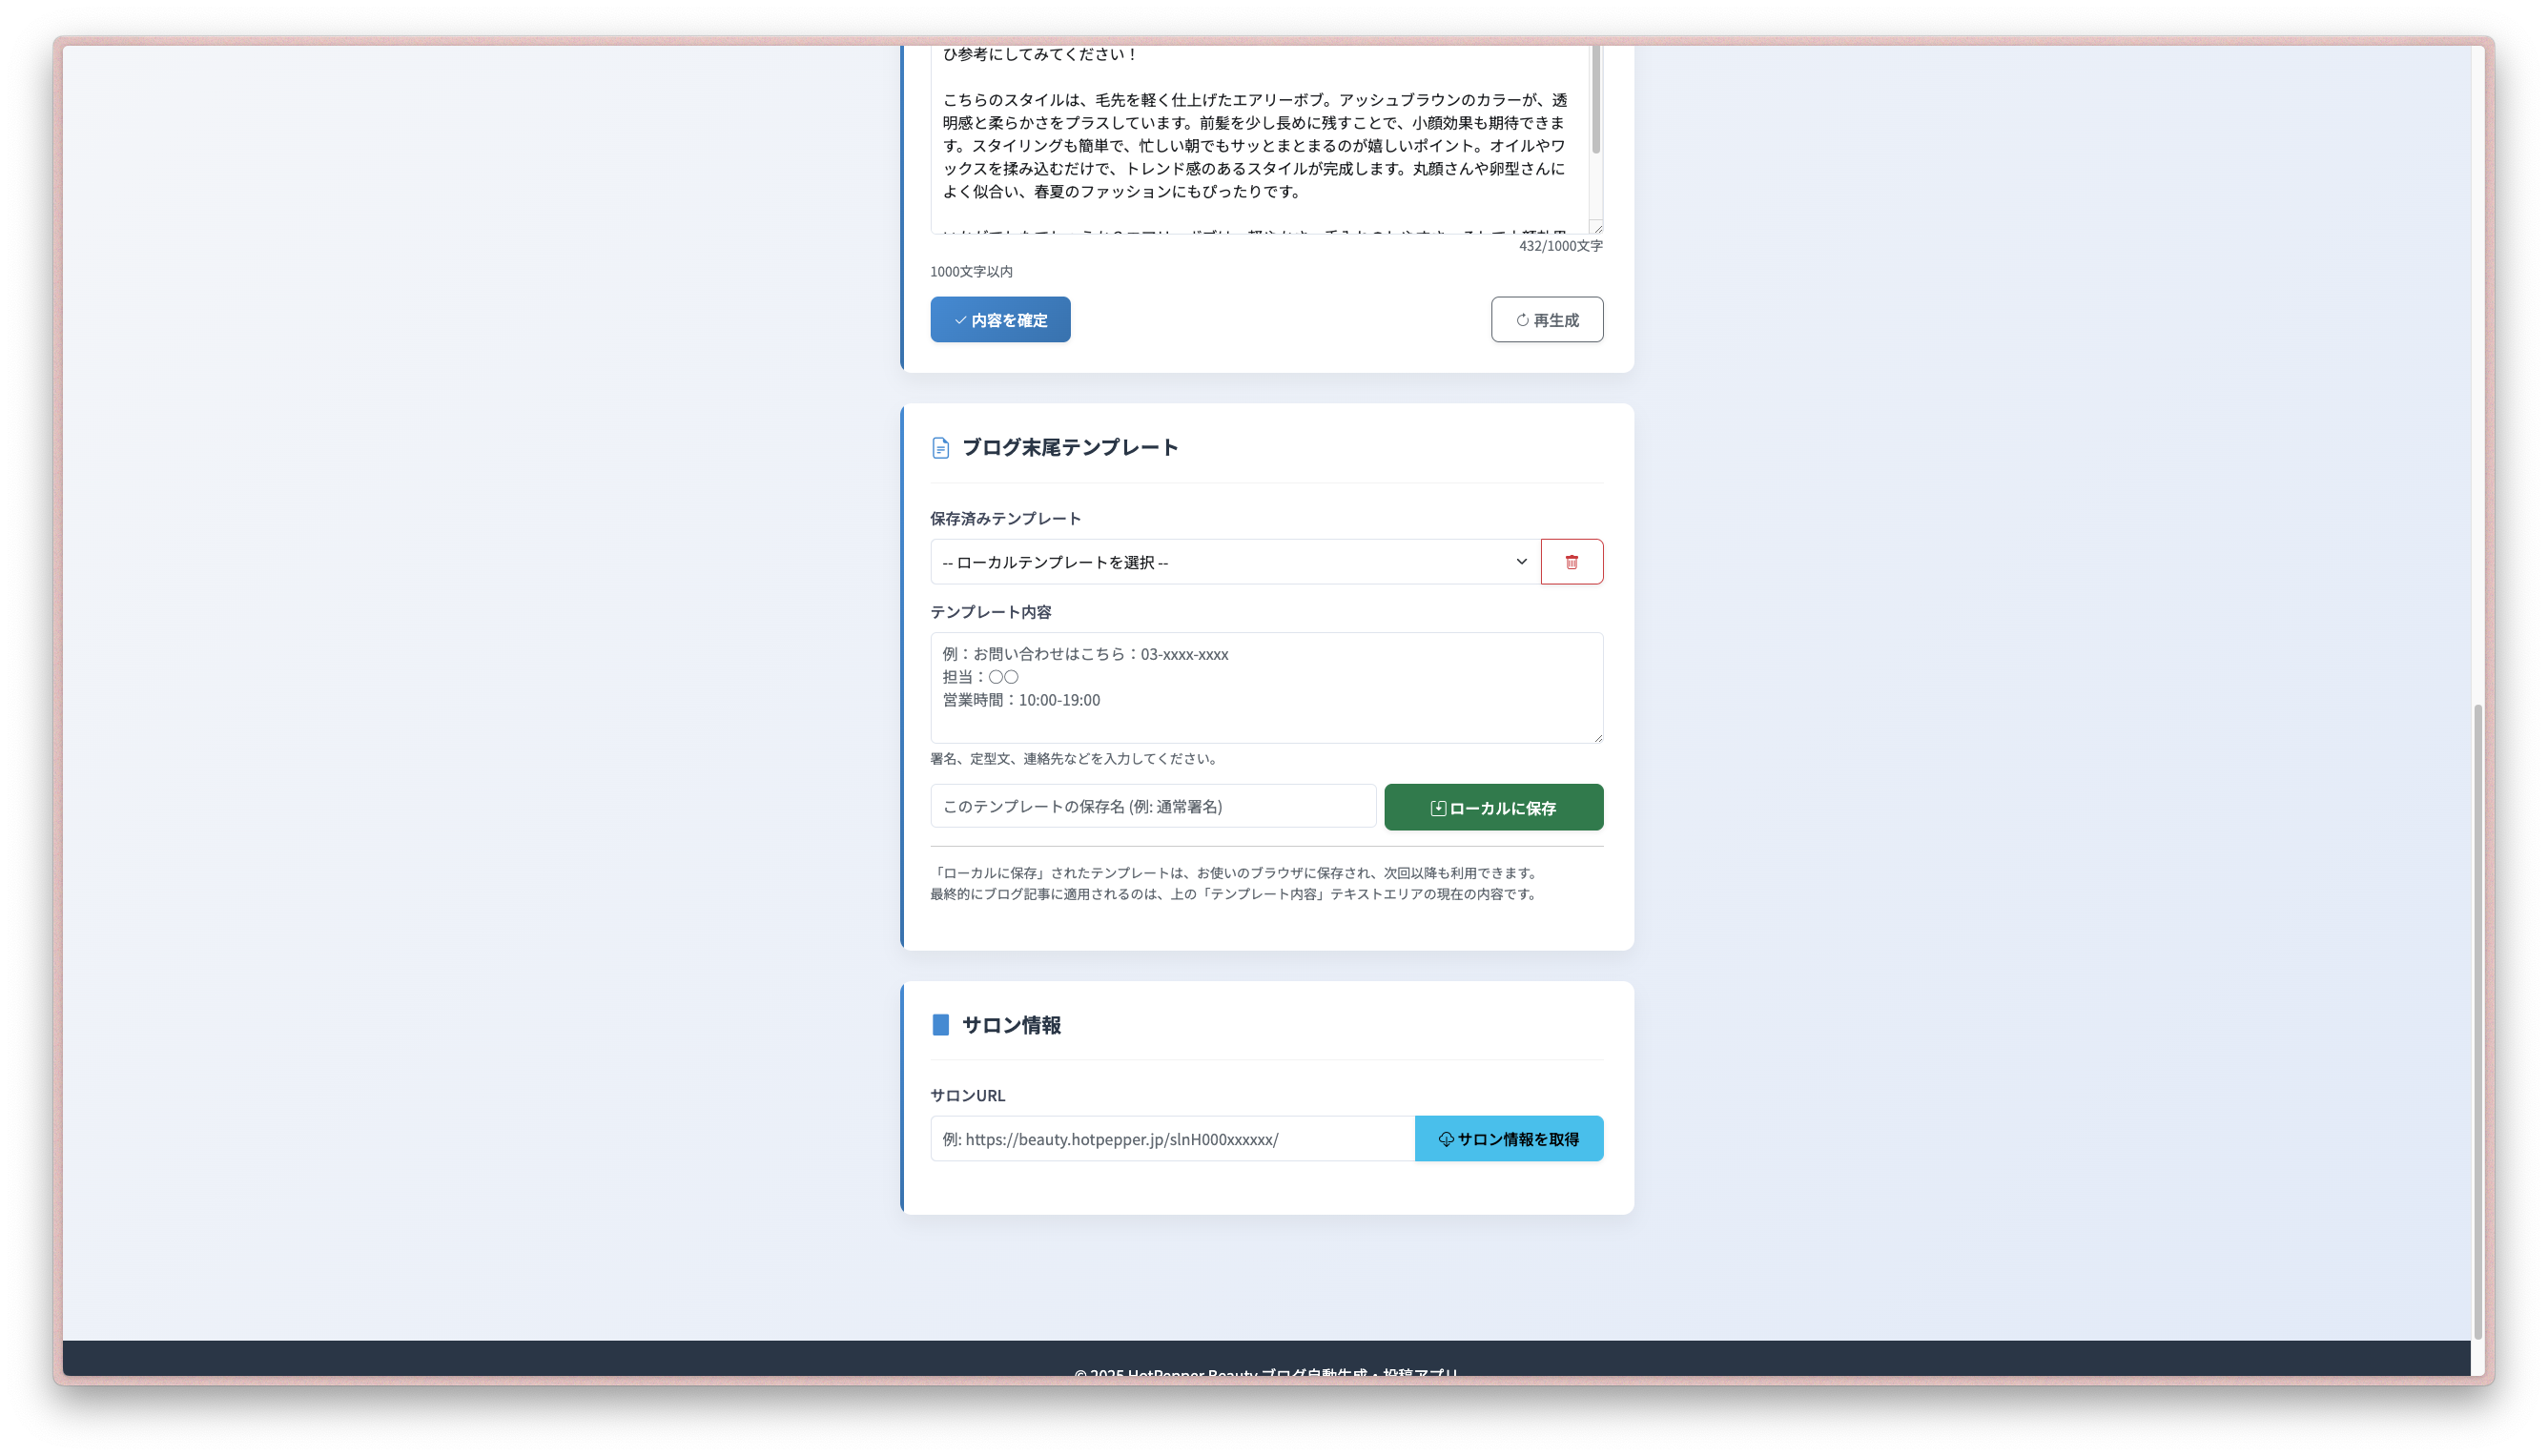 ひ参考にしてみてください！
こちらのスタイルは、毛先を軽く仕上げたエアリーボブ。アッシュブラウンのカラーが、透
明感と柔らかさをプラスしています。前髪を少し長めに残すことで、小顔効果も期待できま
す。スタイリングも簡単で、忙しい朝でもサッとまとまるのが嬉しいポイント。オイルやワ
ックスを揉み込むだけで、トレンド感のあるスタイルが完成します。丸顔さんや卵型さんに
よく似合い、春夏のファッションにもぴったりです。
432/1000文字
1000文字以内
内容を確定
再生成
ブログ末尾テンプレート
保存済みテンプレート
-- ローカルテンプレートを選択 --
テンプレート内容
例：お問い合わせはこちら：03-xxxx-xxxx
担当：〇〇
営業時間：10:00-19:00
署名、定型文、連絡先などを入力してください。
このテンプレートの保存名 (例: 通常署名)
ローカルに保存
「ローカルに保存」されたテンプレートは、お使いのブラウザに保存され、次回以降も利用できます。
最終的にブログ記事に適用されるのは、上の「テンプレート内容」テキストエリアの現在の内容です。
サロン情報
サロンURL
例: https://beauty.hotpepper.jp/slnH000xxxxxx/
サロン情報を取得
© 2025 HotPepper Beauty ブログ自動生成・投稿アプリ